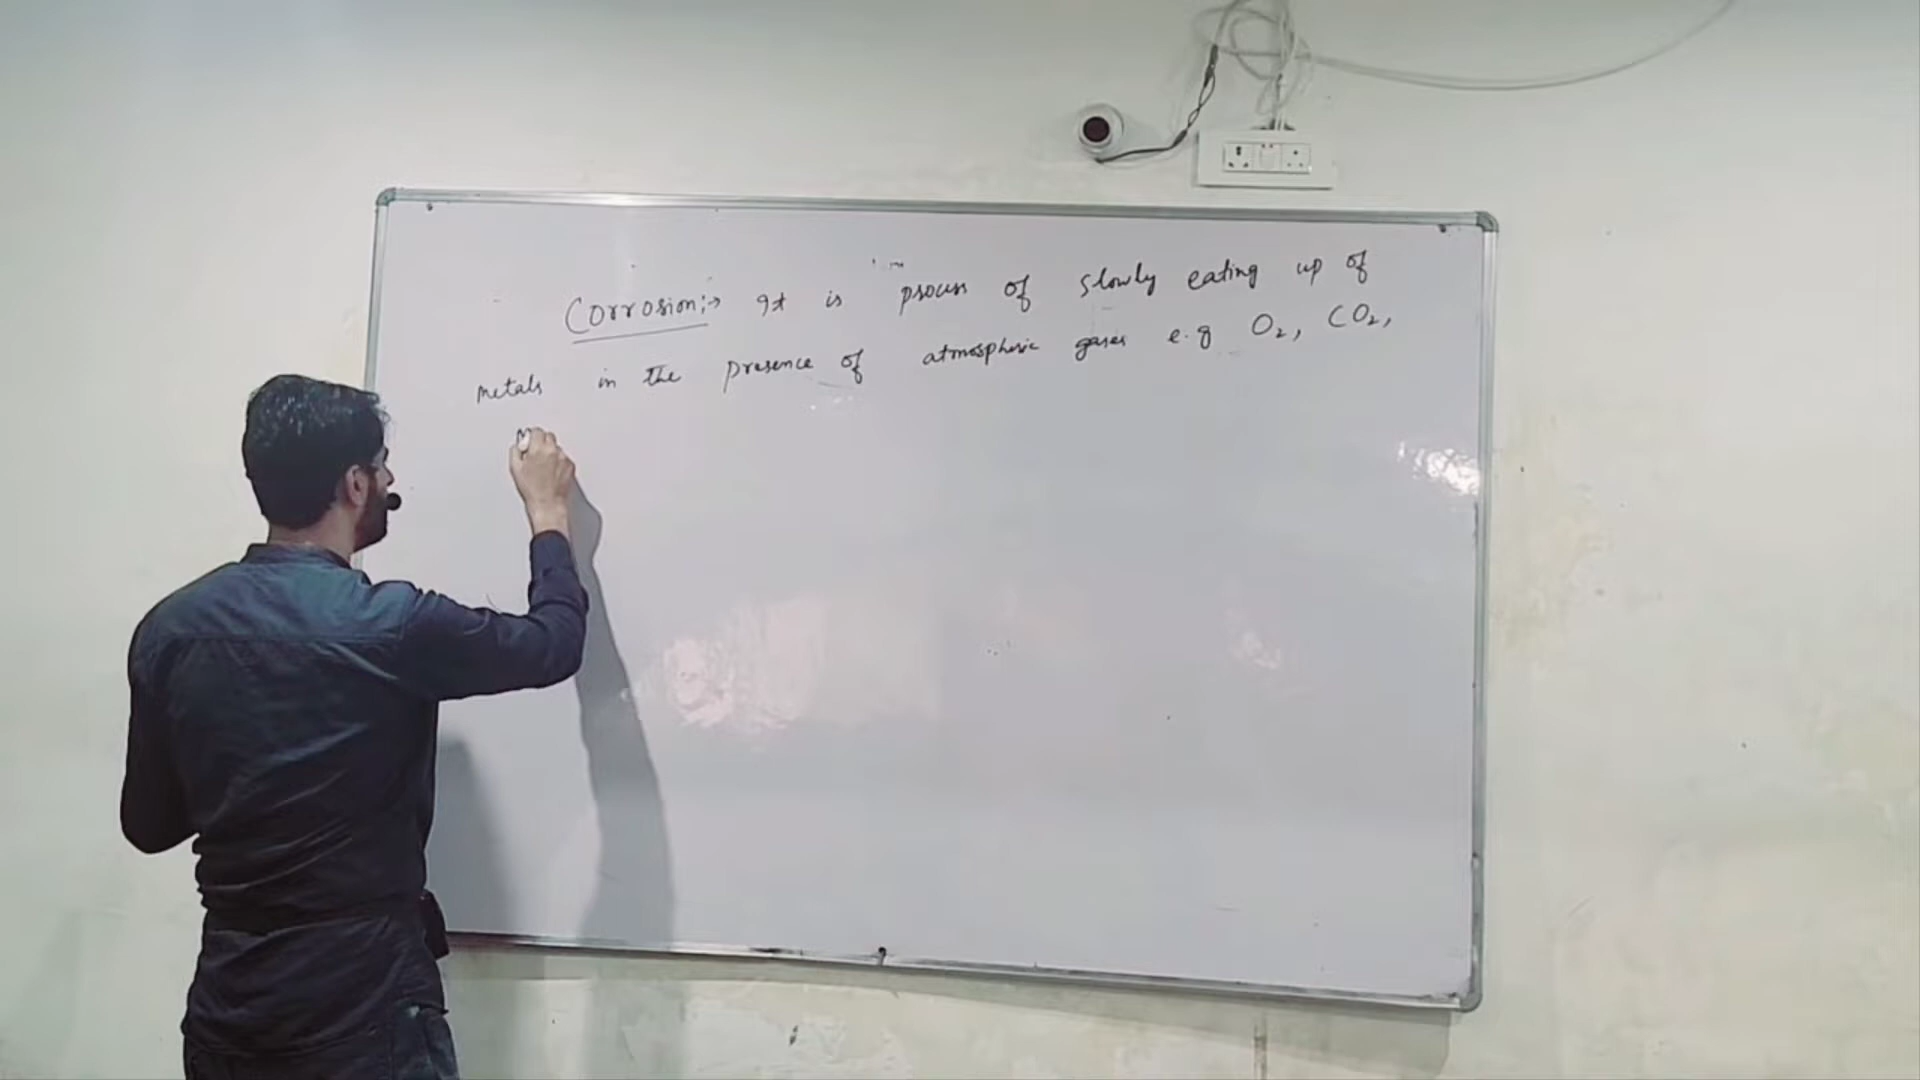 Corrosion:→ It is process of slowly eating up of
metals in the presence of atmospheric gases e.g O₂, CO₂,